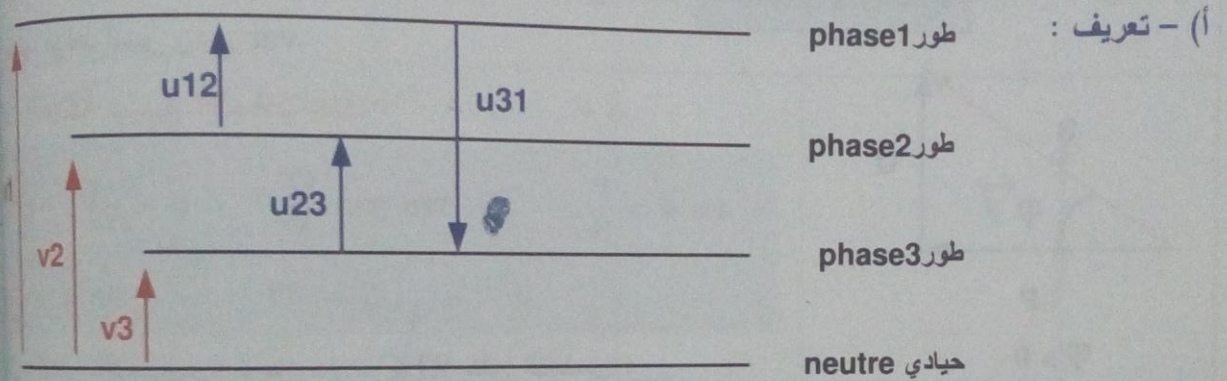 أ) – تعريف :
phase1 طور
u12
u31
phase2 طور
u23
v2
phase3 طور
v3
neutre حيادي